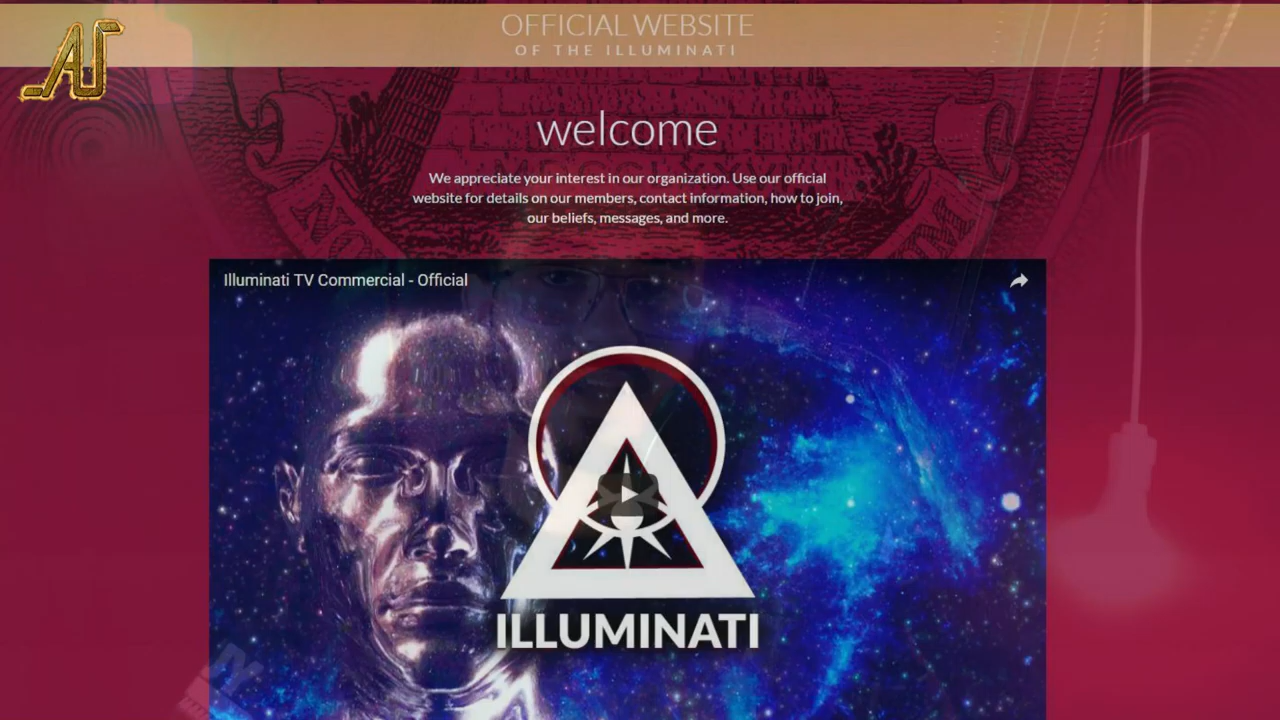 OFFICIAL WEBSITE
OF THE ILLUMINATI
AS
welcome
We appreciate your interest in our organization. Use our official
website for details on our members, contact information, how to join,
our beliefs, messages, and more.
Illuminati TV Commercial - Official
ILLUMINATI